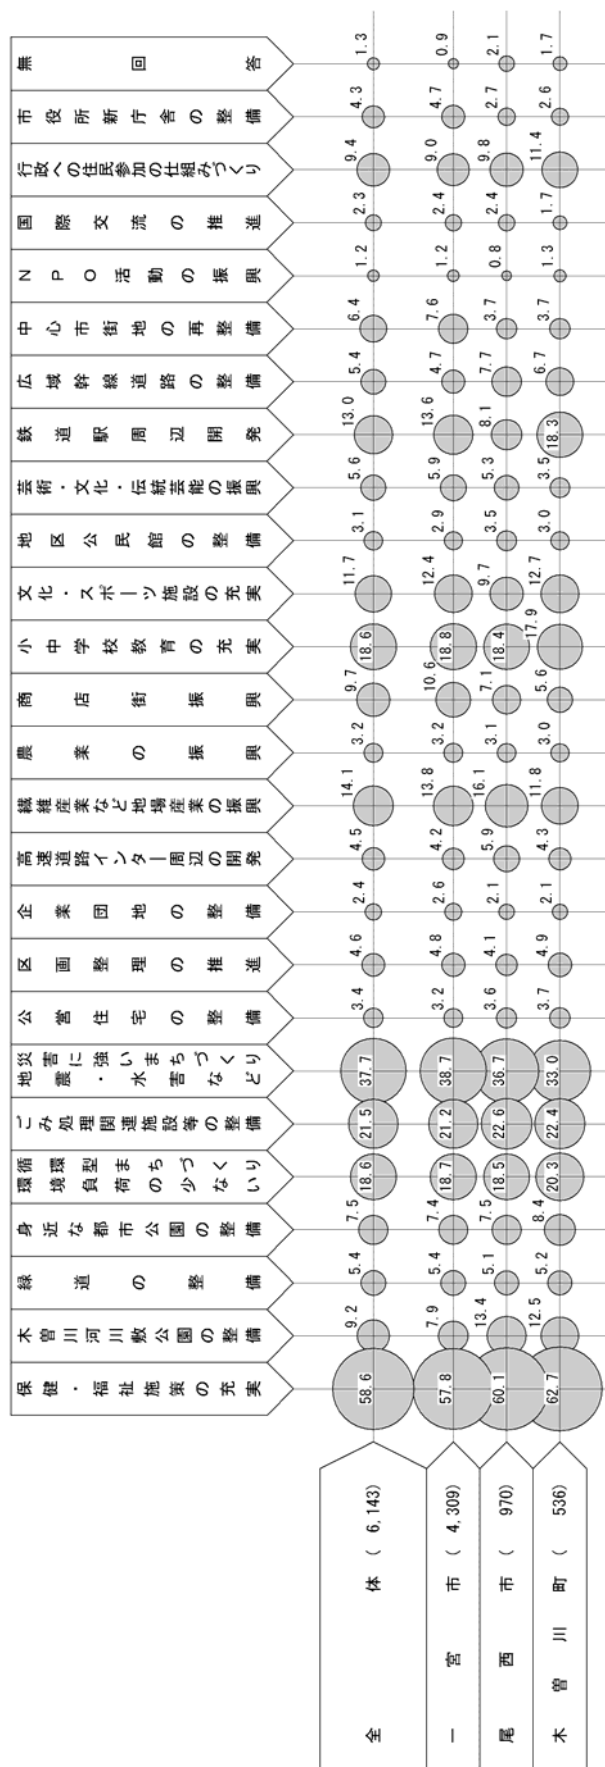 保健・福祉施策の充実
木曽川河川敷公園の整備
緑道の整備
身近な都市公園の整備
循環型まちづくり
環境負荷の少ない
ごみ処理関連施設等の整備
災害に強いまちづくり
地震・水害など
公営住宅の整備
区画整理の推進
企業団地の整備
高速道路インター周辺の開発
繊維産業など地場産業の振興
農業の振興
商店街振興
小中学校教育の充実
文化・スポーツ施設の充実
地区公民館の整備
芸術・文化・伝統芸能の振興
鉄道駅周辺開発
広域幹線道路の整備
中心市街地の再整備
NPO活動の振興
国際交流の推進
行政への住民参加の仕組みづくり
市役所新庁舎の整備
無回答
全体 (6,143) 58.6 9.2 5.4 7.5 18.6 21.5 37.7 3.4 4.6 2.4 4.5 14.1 3.2 9.7 18.6 11.7 3.1 5.6 13.0 5.4 6.4 1.2 2.3 9.4 4.3 1.3
一宮市 (4,309) 57.8 7.9 5.4 7.4 18.7 21.2 38.7 3.2 4.8 2.6 4.2 13.8 3.2 10.6 18.8 12.4 2.9 5.9 13.6 4.7 7.6 1.2 2.4 9.0 4.7 0.9
尾西市 (970) 60.1 13.4 5.1 7.5 18.5 22.6 36.7 3.6 4.1 2.1 5.9 16.1 3.1 7.1 18.4 9.7 3.5 5.3 8.1 7.7 3.7 0.8 2.4 9.8 2.7 2.1
木曽川町 (536) 62.7 12.5 5.2 8.4 20.3 22.4 33.0 3.7 4.9 2.1 4.3 11.8 3.0 5.6 17.9 12.7 3.0 3.5 18.3 6.7 3.7 1.3 1.7 11.4 2.6 1.7